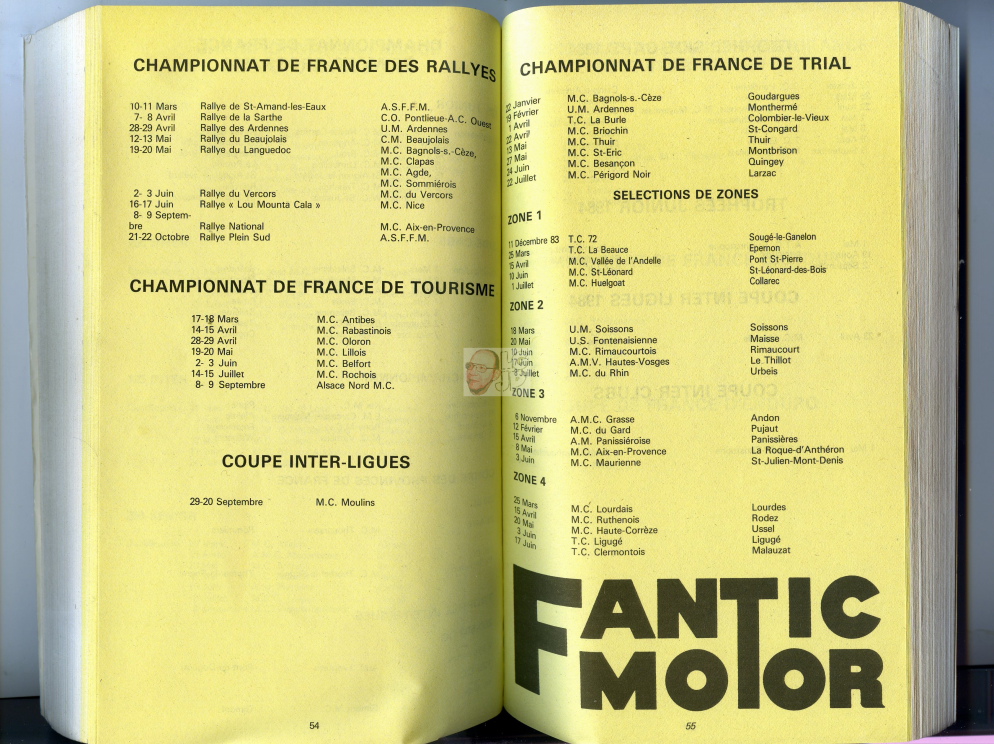 CHAMPIONNAT DE FRANCE DES RALLYES
10-11 Mars Rallye de St-Amand-les-Eaux A.S.F.F.M.
7- 8 Avril Rallye de la Sarthe C.O. Pontlieue-A.C. Ouest
28-29 Avril Rallye des Ardennes U.M. Ardennes
12-13 Mai Rallye du Beaujolais C.M. Beaujolais
19-20 Mai Rallye du Languedoc M.C. Bagnols-s.-Cèze,
M.C. Clapas
M.C. Agde,
M.C. Sommiérois
2- 3 Juin Rallye du Vercors M.C. du Vercors
16-17 Juin Rallye « Lou Mounta Cala » M.C. Nice
8- 9 Septem-
bre Rallye National M.C. Aix-en-Provence
21-22 Octobre Rallye Plein Sud A.S.F.F.M.
CHAMPIONNAT DE FRANCE DE TOURISME
17-18 Mars M.C. Antibes
14-15 Avril M.C. Rabastinois
28-29 Avril M.C. Oloron
19-20 Mai M.C. Lillois
2- 3 Juin M.C. Belfort
14-15 Juillet M.C. Rochois
8- 9 Septembre Alsace Nord M.C.
COUPE INTER-LIGUES
29-20 Septembre M.C. Moulins
54
CHAMPIONNAT DE FRANCE DE TRIAL
22 Janvier M.C. Bagnols-s.-Cèze Goudargues
19 Février U.M. Ardennes Monthermé
1 Avril T.C. La Burle Colombier-le-Vieux
22 Avril M.C. Briochin St-Congard
13 Mai M.C. Thuir Thuir
27 Mai M.C. St-Eric Montbrison
24 Juin M.C. Besançon Quingey
22 Juillet M.C. Périgord Noir Larzac
SELECTIONS DE ZONES
ZONE 1
11 Décembre 83 T.C. 72 Sougé-le-Ganelon
25 Mars T.C. La Beauce Epernon
15 Avril M.C. Vallée de l'Andelle Pont St-Pierre
10 Juin M.C. St-Léonard St-Léonard-des-Bois
1 Juillet M.C. Huelgoat Collarec
ZONE 2
18 Mars U.M. Soissons Soissons
20 Mai U.S. Fontenaisienne Maisse
10 Juin M.C. Rimaucourtois Rimaucourt
17 Juin A.M.V. Hautes-Vosges Le Thillot
8 Juillet M.C. du Rhin Urbeis
ZONE 3
6 Novembre A.M.C. Grasse Andon
12 Février M.C. du Gard Pujaut
15 Avril A.M. Panissiéroise Panissières
8 Mai M.C. Aix-en-Provence La Roque-d'Anthéron
3 Juin M.C. Maurienne St-Julien-Mont-Denis
ZONE 4
25 Mars M.C. Lourdais Lourdes
15 Avril M.C. Ruthenois Rodez
20 Mai M.C. Haute-Corrèze Ussel
3 Juin T.C. Ligugé Ligugé
17 Juin T.C. Clermontois Malauzat
FANTIC
MOTOR
55